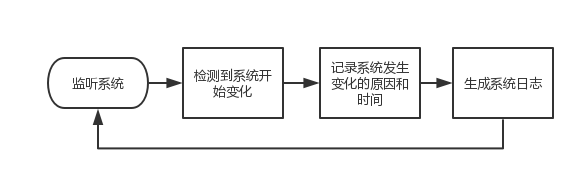 监听系统
检测到系统开
始变化
记录系统发生
变化的原因和
时间
生成系统日志